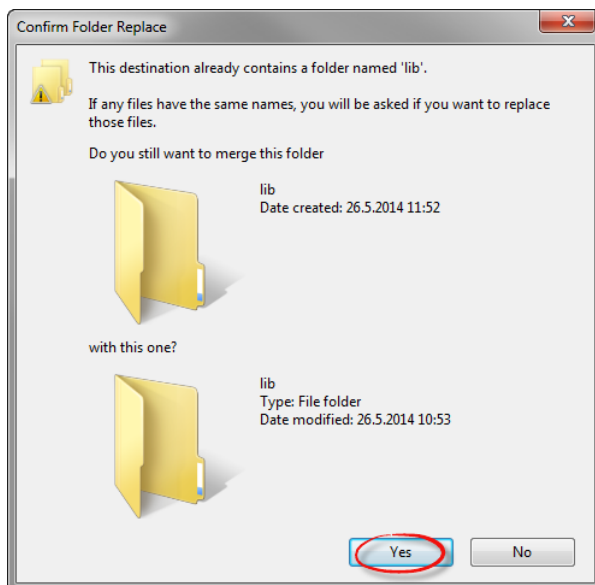 Confirm Folder Replace
This destination already contains a folder named 'lib'.
If any files have the same names, you will be asked if you want to replace
those files.
Do you still want to merge this folder
lib
Date created: 26.5.2014 11:52
with this one?
lib
Type: File folder
Date modified: 26.5.2014 10:53
Yes
No